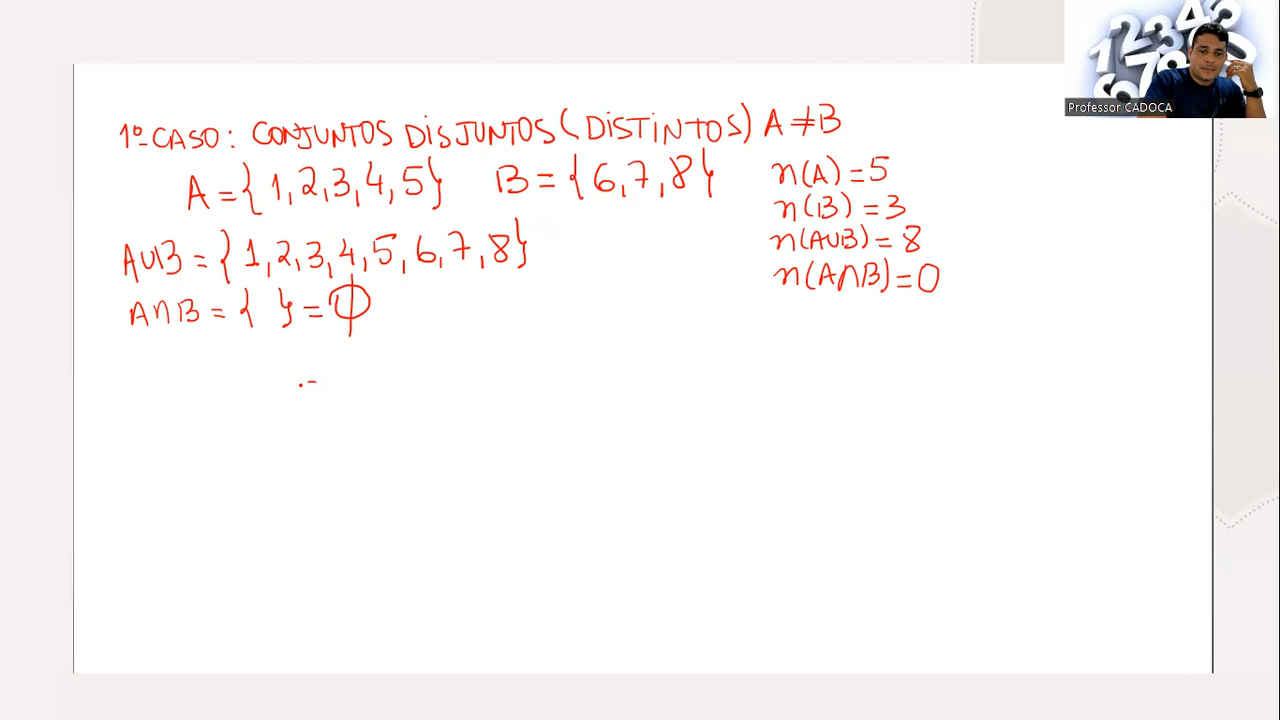 1º CASO: CONJUNTOS DISJUNTOS (DISTINTOS) A ≠ B
A = {1,2,3,4,5} B = {6,7,8}
A∪B = {1,2,3,4,5,6,7,8}
A∩B = { } = ϕ
n(A) = 5
n(B) = 3
n(A∪B) = 8
n(A∩B) = 0
Professor CADOCA